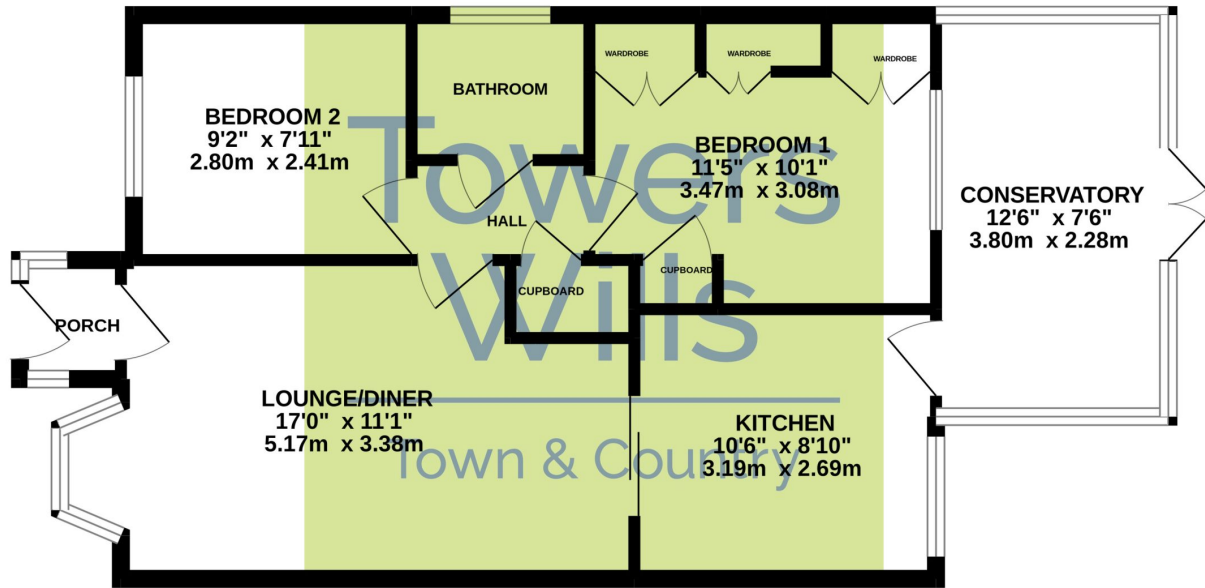 WARDROBE
WARDROBE
WARDROBE
BATHROOM
BEDROOM 2
9'2" x 7'11"
2.80m x 2.41m
BEDROOM 1
11'5" x 10'1"
3.47m x 3.08m
CONSERVATORY
12'6" x 7'6"
3.80m x 2.28m
HALL
CUPBOARD
CUPBOARD
PORCH
LOUNGE/DINER
17'0" x 11'1"
5.17m x 3.38m
KITCHEN
10'6" x 8'10"
3.19m x 2.69m
Towers
Wills
Town & Country